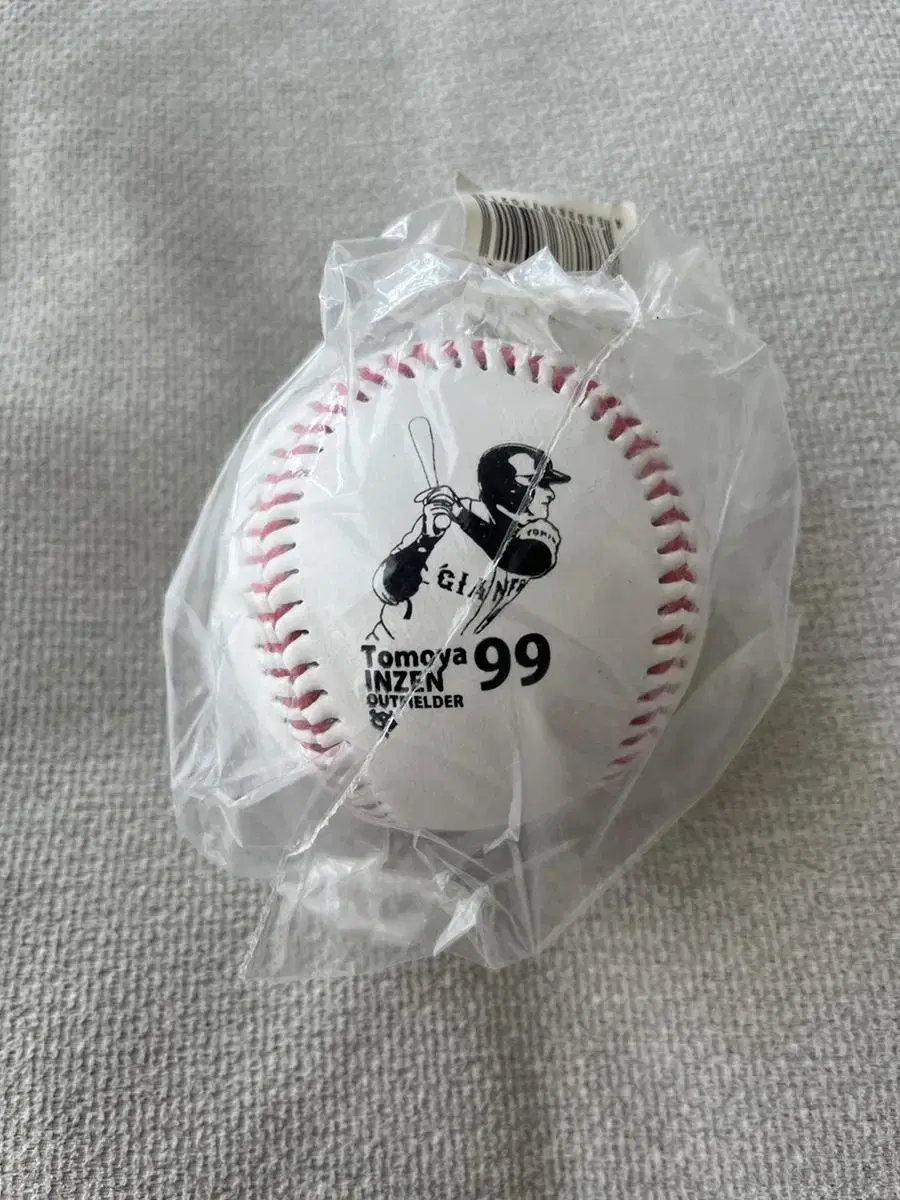 GIANTS
Tomoya
INZEN
99
OUTFIELDER